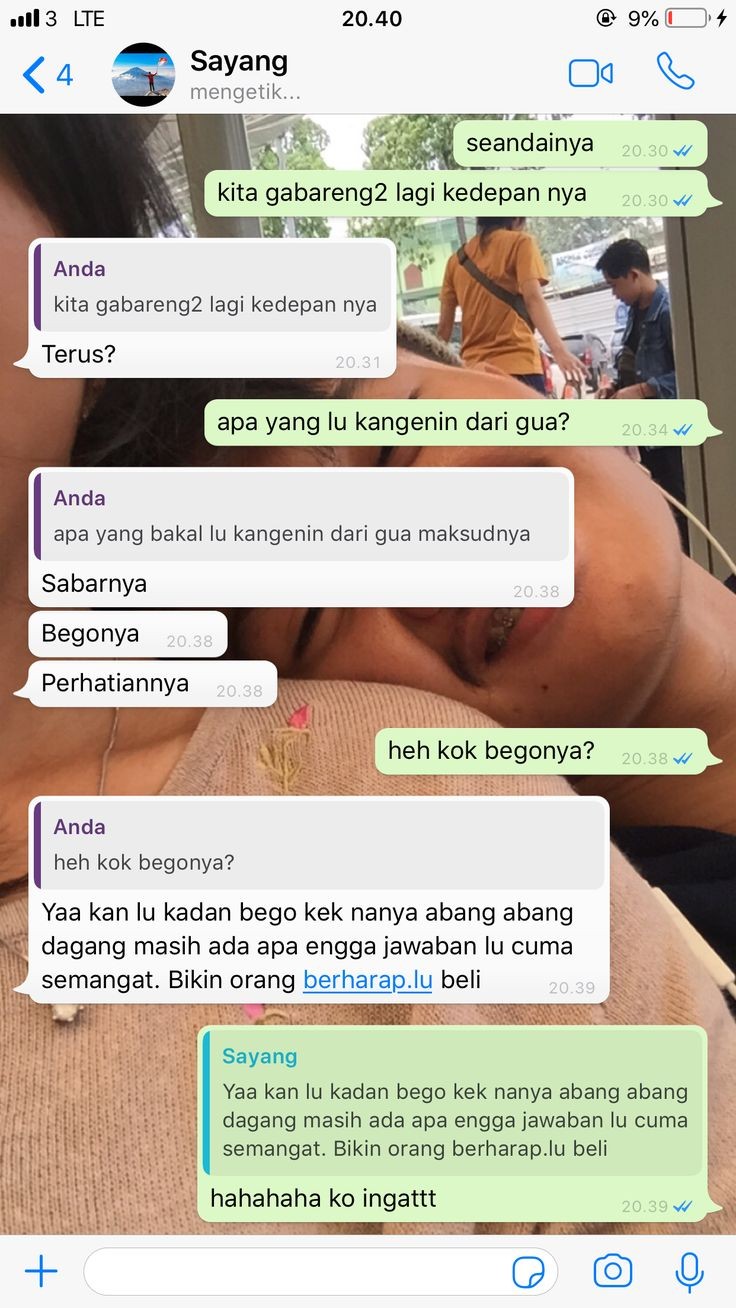 3 LTE 20.40 9%
4 Sayang
mengetik...
seandainya 20.30
kita gabareng2 lagi kedepan nya 20.30
Anda
kita gabareng2 lagi kedepan nya
Terus? 20.31
apa yang lu kangenin dari gua? 20.34
Anda
apa yang bakal lu kangenin dari gua maksudnya
Sabarnya 20.38
Begonya 20.38
Perhatiannya 20.38
heh kok begonya? 20.38
Anda
heh kok begonya?
Yaa kan lu kadan bego kek nanya abang abang
dagang masih ada apa engga jawaban lu cuma
semangat. Bikin orang berharap.lu beli 20.39
Sayang
Yaa kan lu kadan bego kek nanya abang abang
dagang masih ada apa engga jawaban lu cuma
semangat. Bikin orang berharap.lu beli
hahahaha ko ingattt 20.39